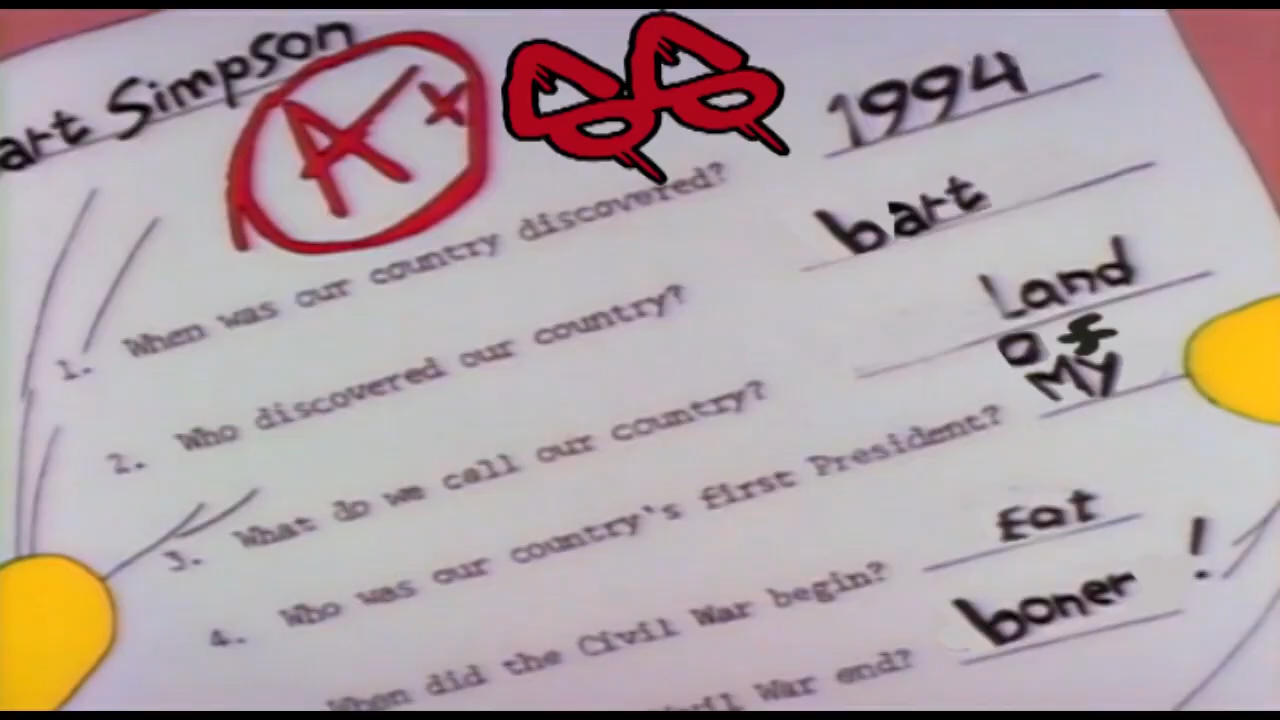 art Simpson
A+
1994
1. When was our country discovered?
bart
2. Who discovered our country?
Land
of
3. What do we call our country?
My
4. Who was our country's first President?
Fat
When did the Civil War begin?
boner !
War end?